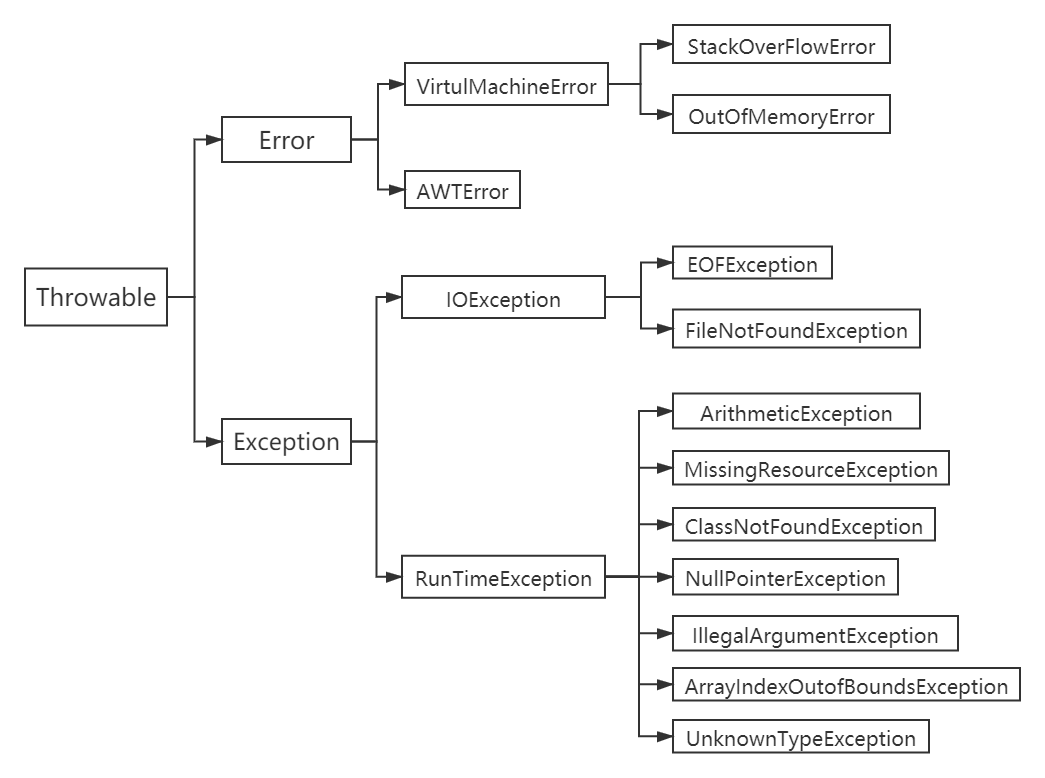 Throwable
Error
VirtulMachineError
StackOverFlowError
OutOfMemoryError
AWTError
Exception
IOException
EOFException
FileNotFoundException
RunTimeException
ArithmeticException
MissingResourceException
ClassNotFoundException
NullPointerException
IllegalArgumentException
ArrayIndexOutofBoundsException
UnknownTypeException